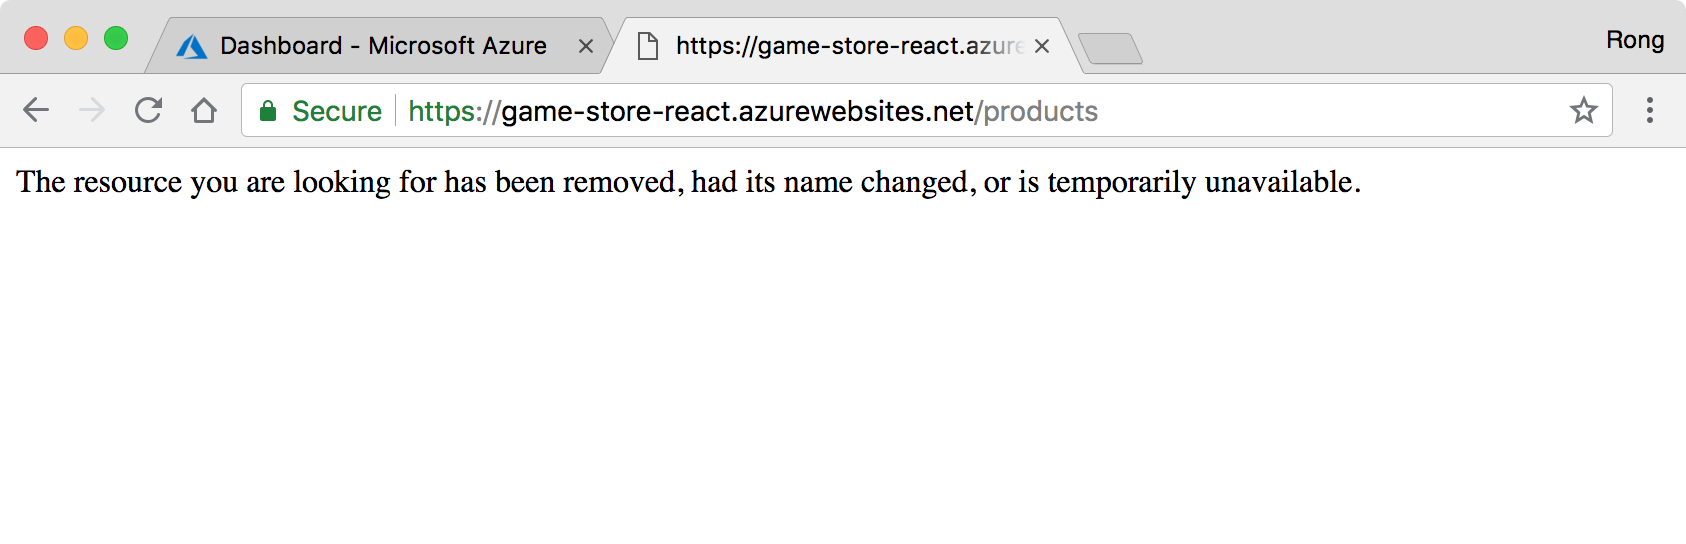 Dashboard - Microsoft Azure
https://game-store-react.azure
Rong
Secure
https://game-store-react.azurewebsites.net/products
The resource you are looking for has been removed, had its name changed, or is temporarily unavailable.